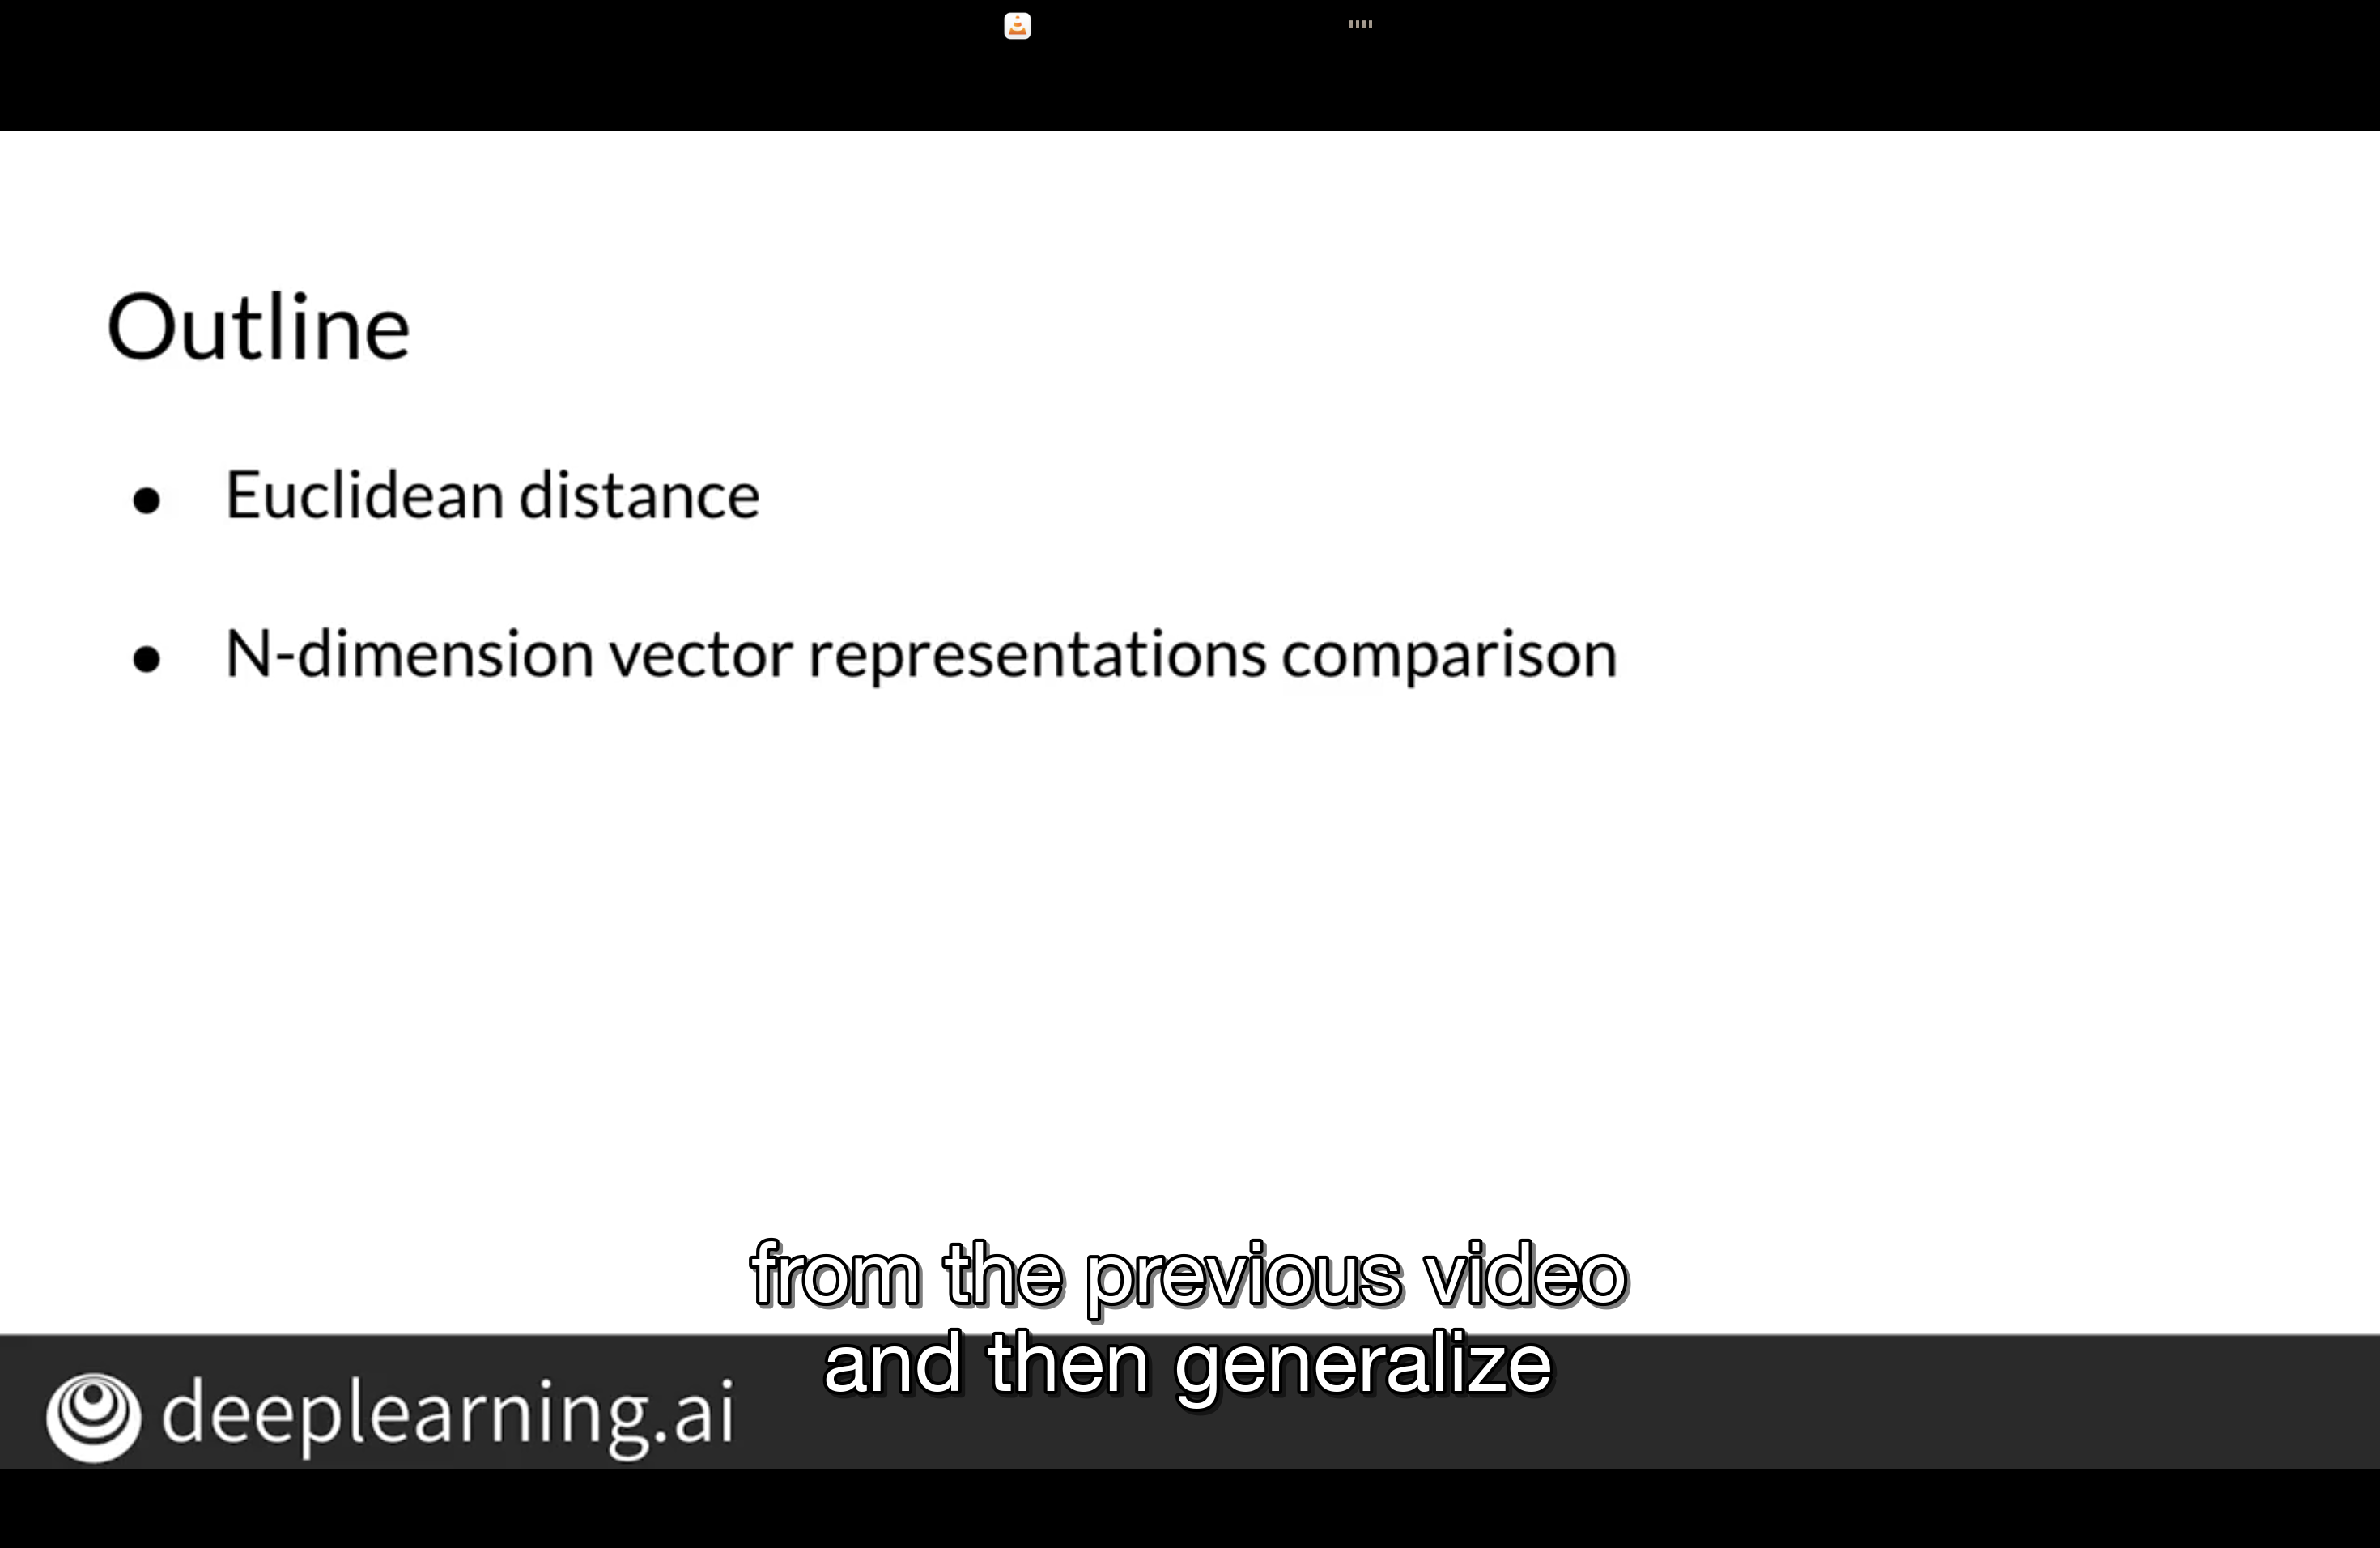 Outline
● Euclidean distance
● N-dimension vector representations comparison
from the previous video
and then generalize
deeplearning.ai